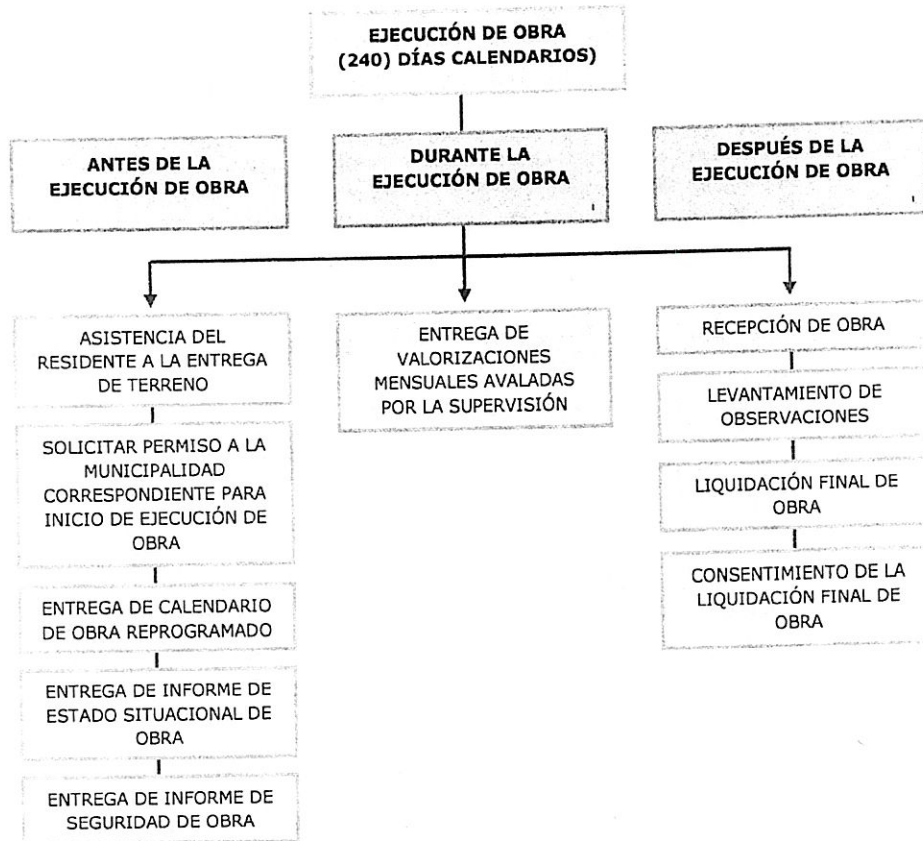 EJECUCIÓN DE OBRA
(240) DÍAS CALENDARIOS)
ANTES DE LA
EJECUCIÓN DE OBRA
DURANTE LA
EJECUCIÓN DE OBRA
DESPUÉS DE LA
EJECUCIÓN DE OBRA
ASISTENCIA DEL
RESIDENTE A LA ENTREGA
DE TERRENO
SOLICITAR PERMISO A LA
MUNICIPALIDAD
CORRESPONDIENTE PARA
INICIO DE EJECUCIÓN DE
OBRA
ENTREGA DE CALENDARIO
DE OBRA REPROGRAMADO
ENTREGA DE INFORME DE
ESTADO SITUACIONAL DE
OBRA
ENTREGA DE INFORME DE
SEGURIDAD DE OBRA
ENTREGA DE
VALORIZACIONES
MENSUALES AVALADAS
POR LA SUPERVISIÓN
RECEPCIÓN DE OBRA
LEVANTAMIENTO DE
OBSERVACIONES
LIQUIDACIÓN FINAL DE
OBRA
CONSENTIMIENTO DE LA
LIQUIDACIÓN FINAL DE
OBRA